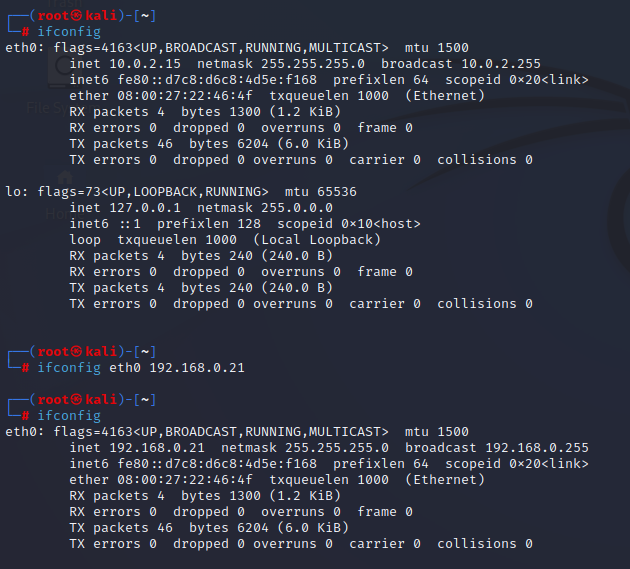 ┌──(root㉿kali)-[~]
└─# ifconfig
eth0: flags=4163<UP,BROADCAST,RUNNING,MULTICAST>  mtu 1500
        inet 10.0.2.15  netmask 255.255.255.0  broadcast 10.0.2.255
        inet6 fe80::d7c8:d6c8:4d5e:f168  prefixlen 64  scopeid 0×20<link>
        ether 08:00:27:22:46:4f  txqueuelen 1000  (Ethernet)
        RX packets 4  bytes 1300 (1.2 KiB)
        RX errors 0  dropped 0  overruns 0  frame 0
        TX packets 46  bytes 6204 (6.0 KiB)
        TX errors 0  dropped 0 overruns 0  carrier 0  collisions 0

lo: flags=73<UP,LOOPBACK,RUNNING>  mtu 65536
        inet 127.0.0.1  netmask 255.0.0.0
        inet6 ::1  prefixlen 128  scopeid 0×10<host>
        loop  txqueuelen 1000  (Local Loopback)
        RX packets 4  bytes 240 (240.0 B)
        RX errors 0  dropped 0  overruns 0  frame 0
        TX packets 4  bytes 240 (240.0 B)
        TX errors 0  dropped 0 overruns 0  carrier 0  collisions 0

┌──(root㉿kali)-[~]
└─# ifconfig eth0 192.168.0.21

┌──(root㉿kali)-[~]
└─# ifconfig
eth0: flags=4163<UP,BROADCAST,RUNNING,MULTICAST>  mtu 1500
        inet 192.168.0.21  netmask 255.255.255.0  broadcast 192.168.0.255
        inet6 fe80::d7c8:d6c8:4d5e:f168  prefixlen 64  scopeid 0×20<link>
        ether 08:00:27:22:46:4f  txqueuelen 1000  (Ethernet)
        RX packets 4  bytes 1300 (1.2 KiB)
        RX errors 0  dropped 0  overruns 0  frame 0
        TX packets 46  bytes 6204 (6.0 KiB)
        TX errors 0  dropped 0 overruns 0  carrier 0  collisions 0